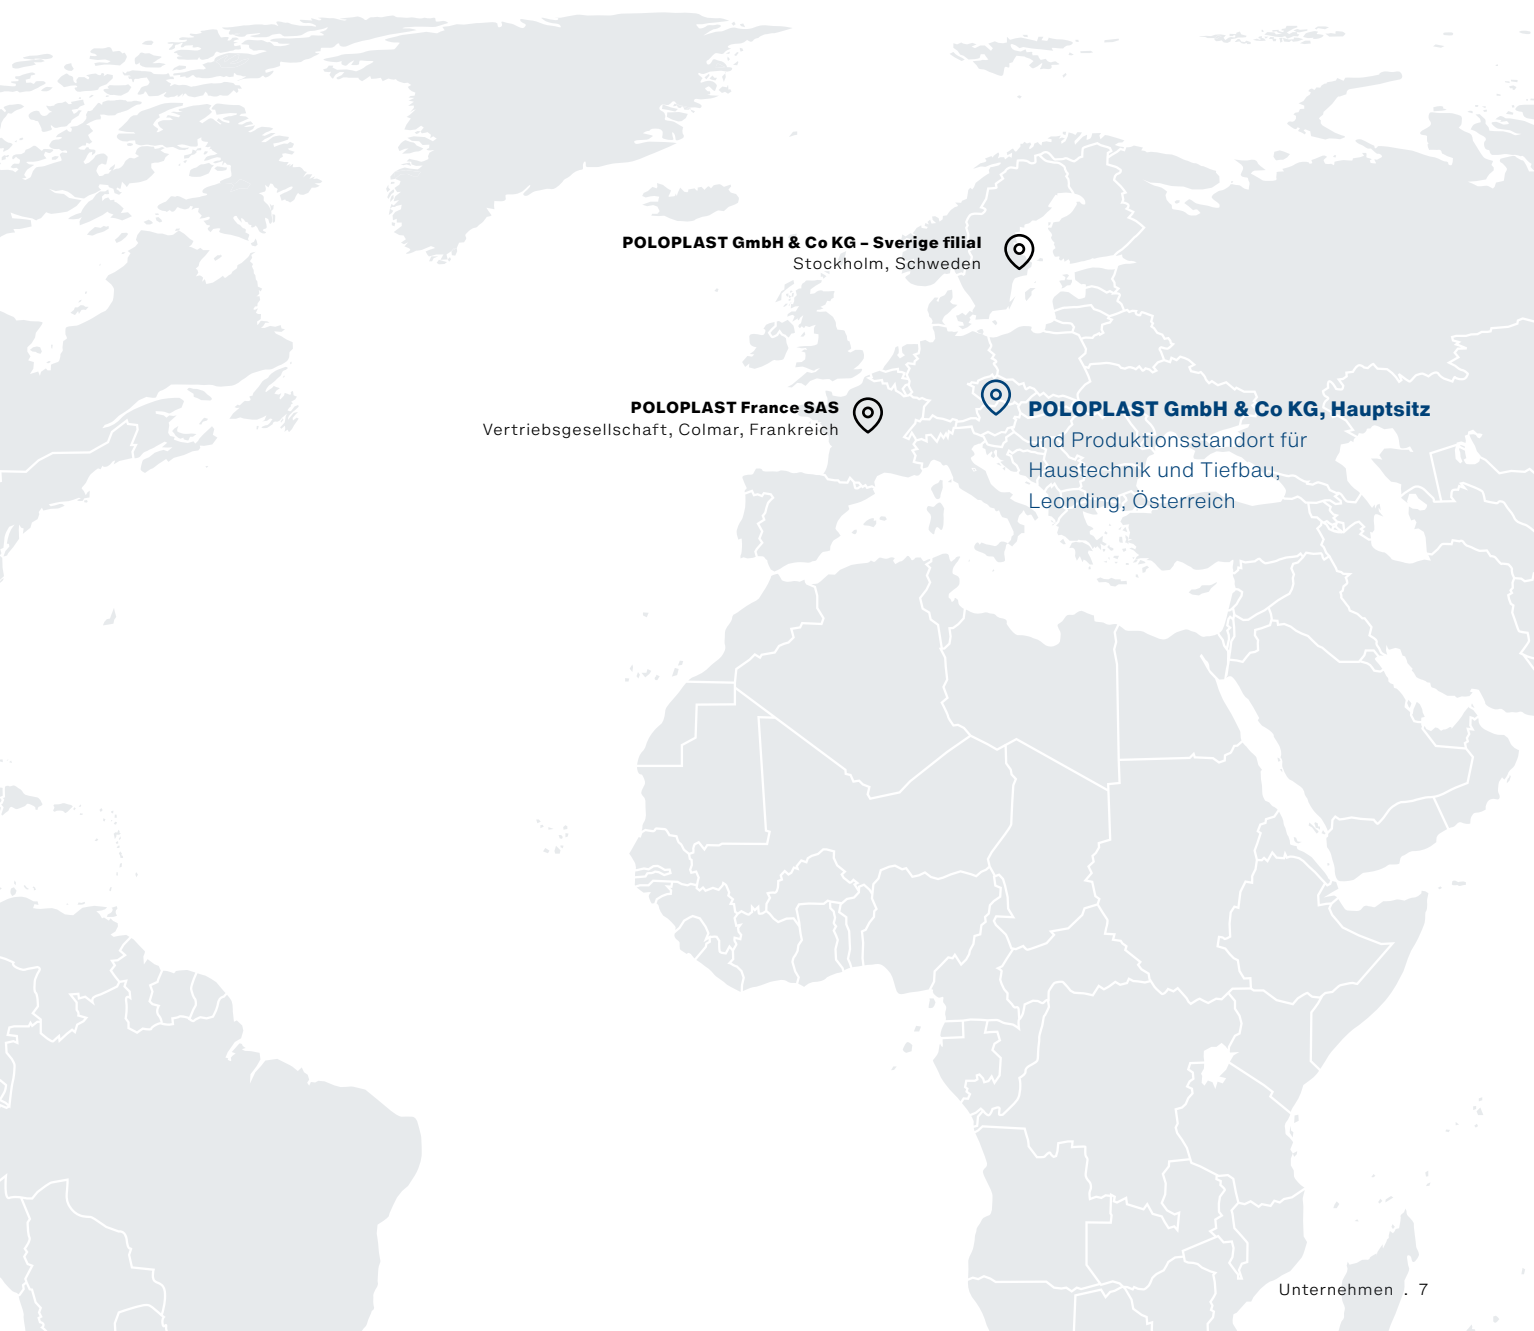 POLOPLAST GmbH & Co KG – Sverige filial
Stockholm, Schweden
POLOPLAST France SAS
Vertriebsgesellschaft, Colmar, Frankreich
POLOPLAST GmbH & Co KG, Hauptsitz
und Produktionsstandort für
Haustechnik und Tiefbau,
Leonding, Österreich
Unternehmen . 7